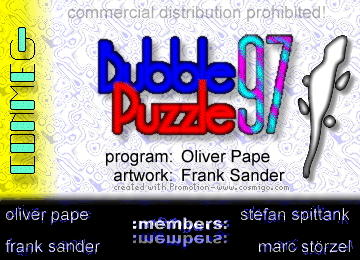 commercial distribution prohibited!
COMMEG
Bubble
Puzzle 97
program: Oliver Pape
artwork: Frank Sander
created with Promotion - www.cosmigo.com
oliver pape
:members:
stefan spittank
frank sander
marc störzel